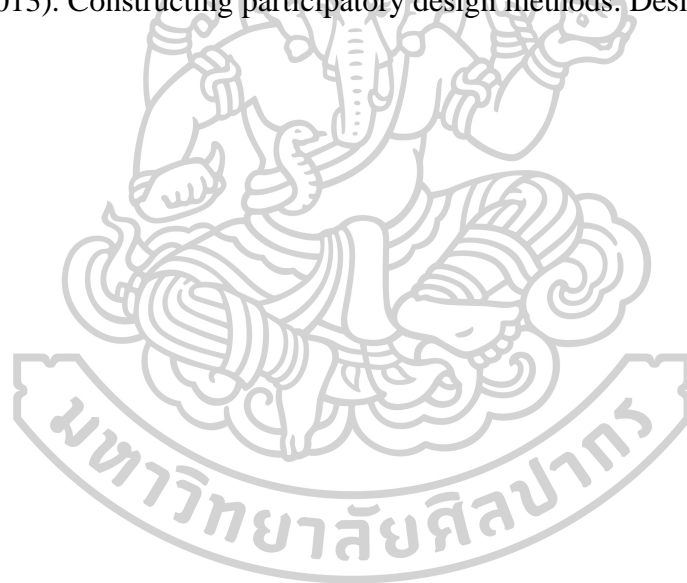 013). Constructing participatory design methods. Desi
มหาวิทยาลัยศิลปากร